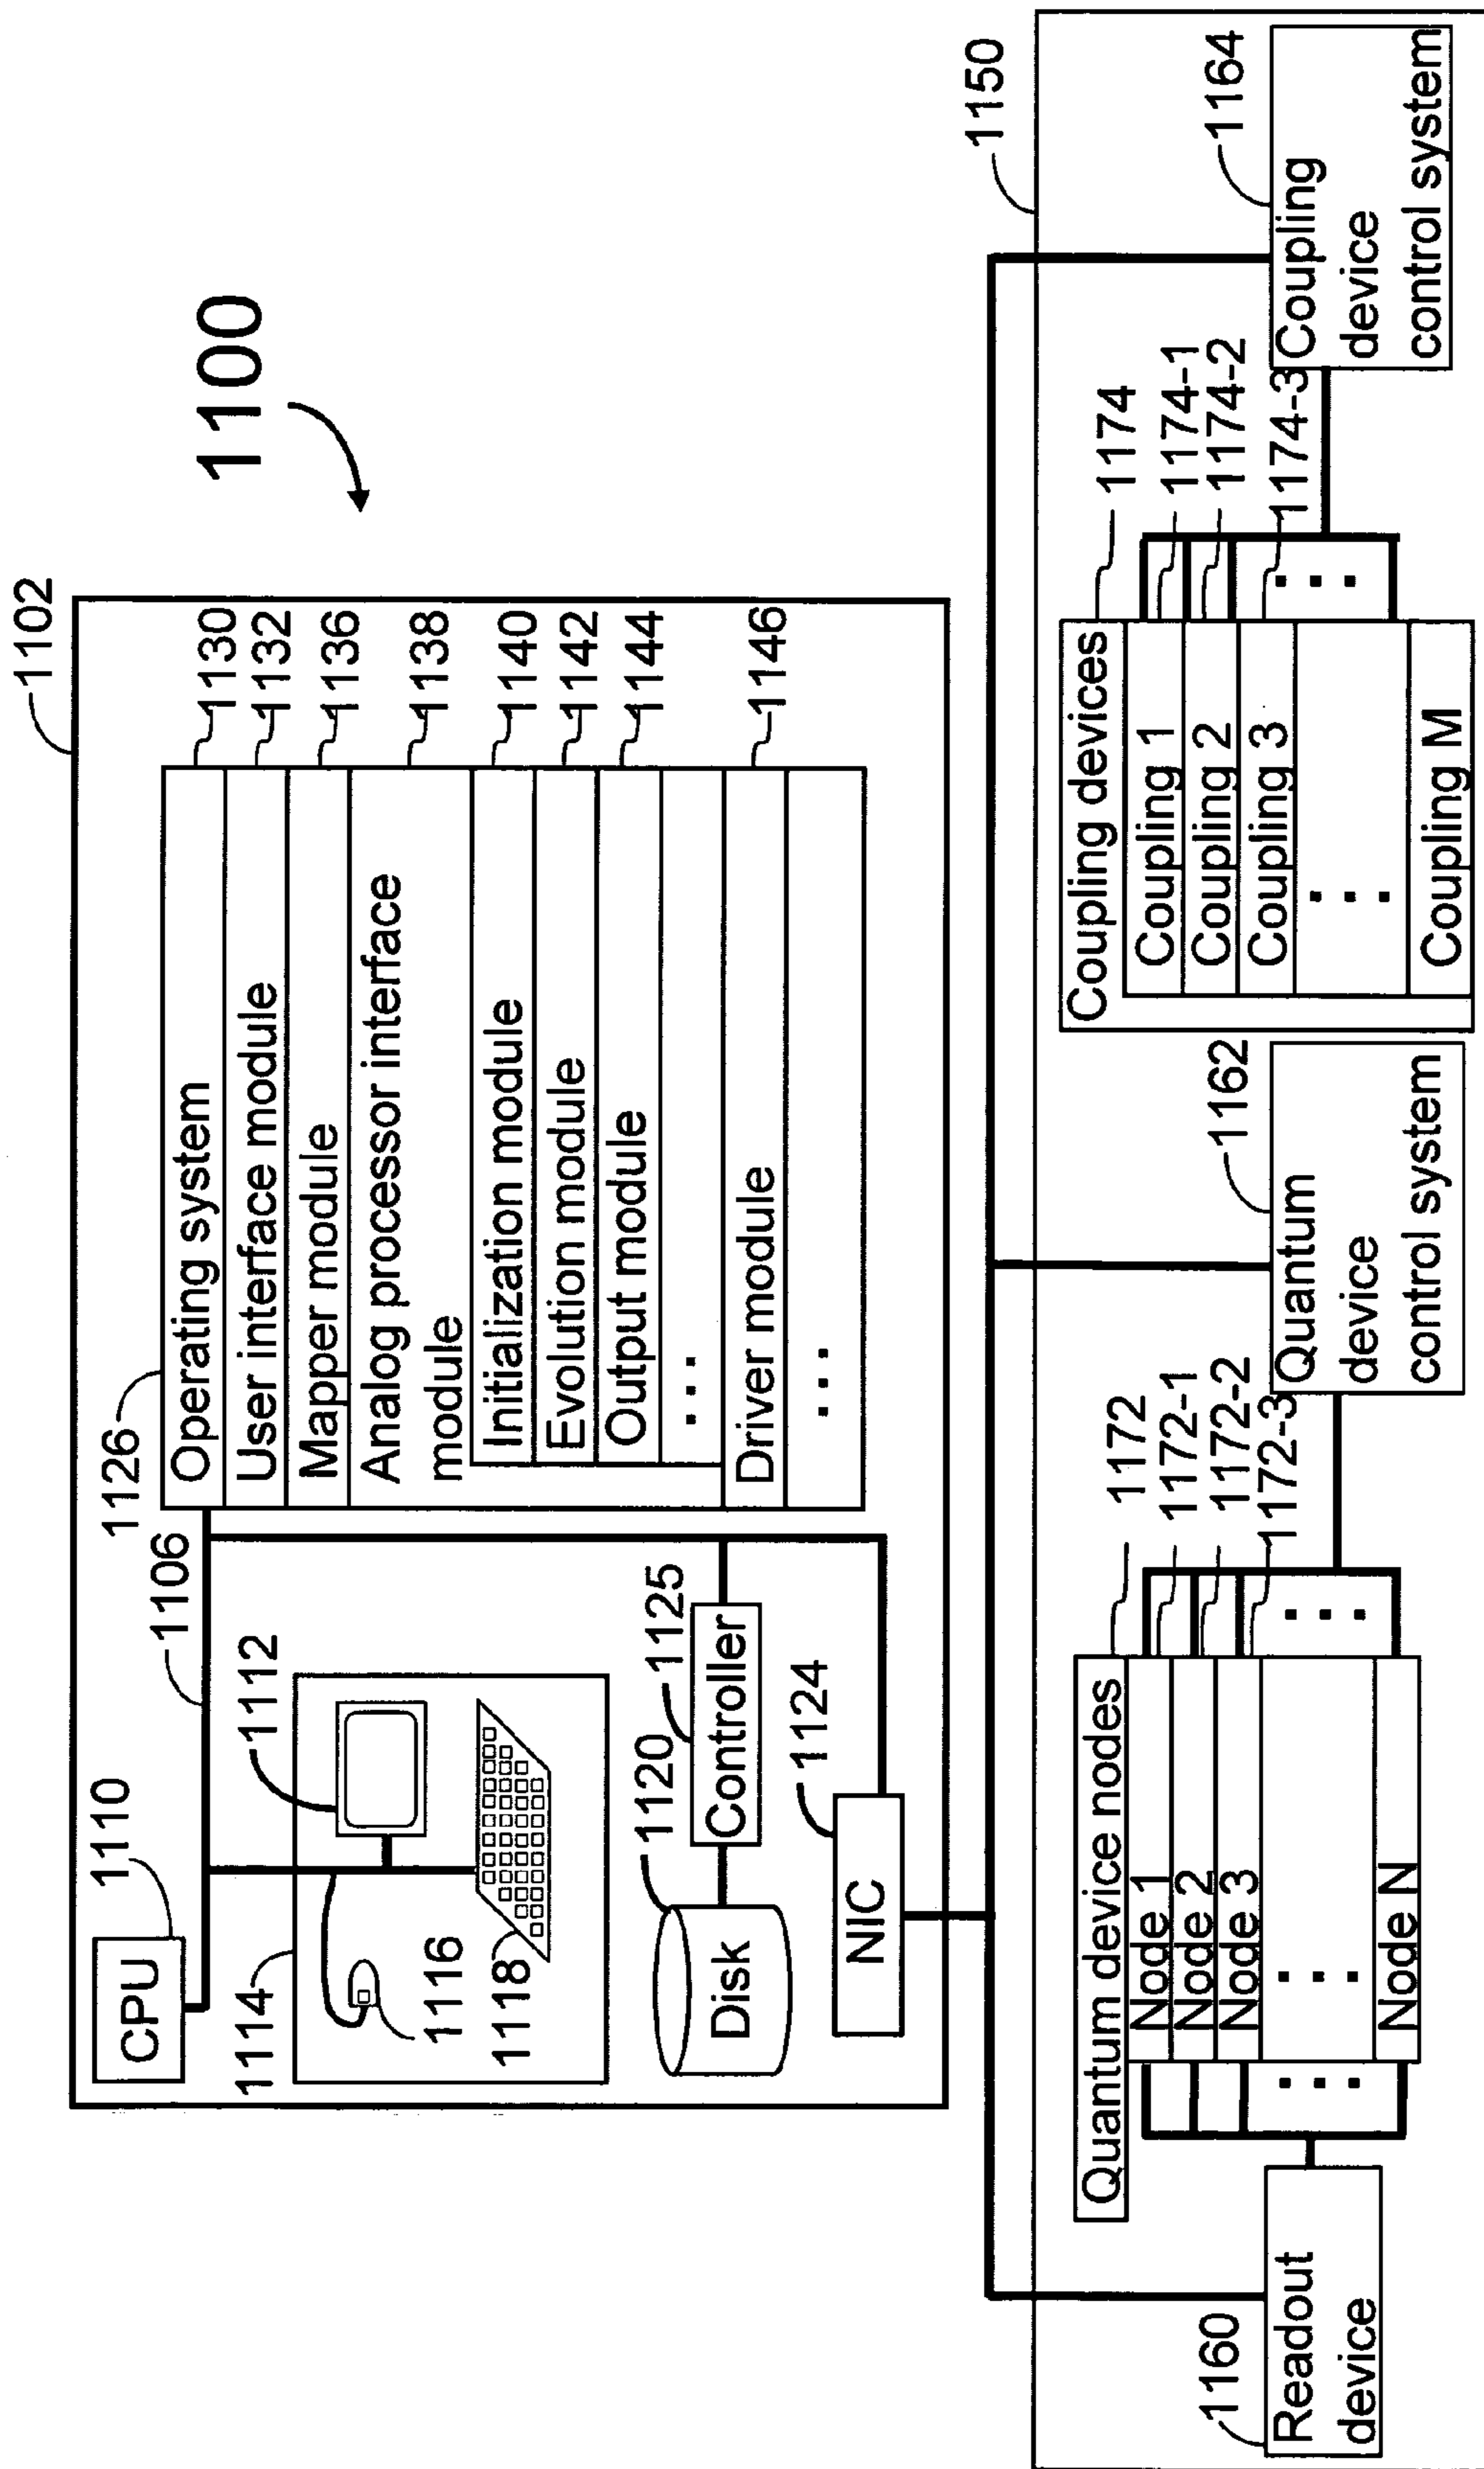 1100
1102
CPU
1110
1106
1126
1114
1112
1116
1118
Disk
1120
Controller
1125
NIC
1124
Operating system
1130
User interface module
1132
Mapper module
1136
Analog processor interface
module
1138
Initialization module
1140
Evolution module
1142
Output module
1144
...
Driver module
1146
...
1150
1160
Readout
device
Quantum device nodes
1172
Node 1
1172-1
Node 2
1172-2
Node 3
1172-3
...
...
...
Node N
1162
Quantum
device
control system
Coupling devices
1174
Coupling 1
1174-1
Coupling 2
1174-2
Coupling 3
1174-3
...
...
Coupling M
1164
Coupling
device
control system